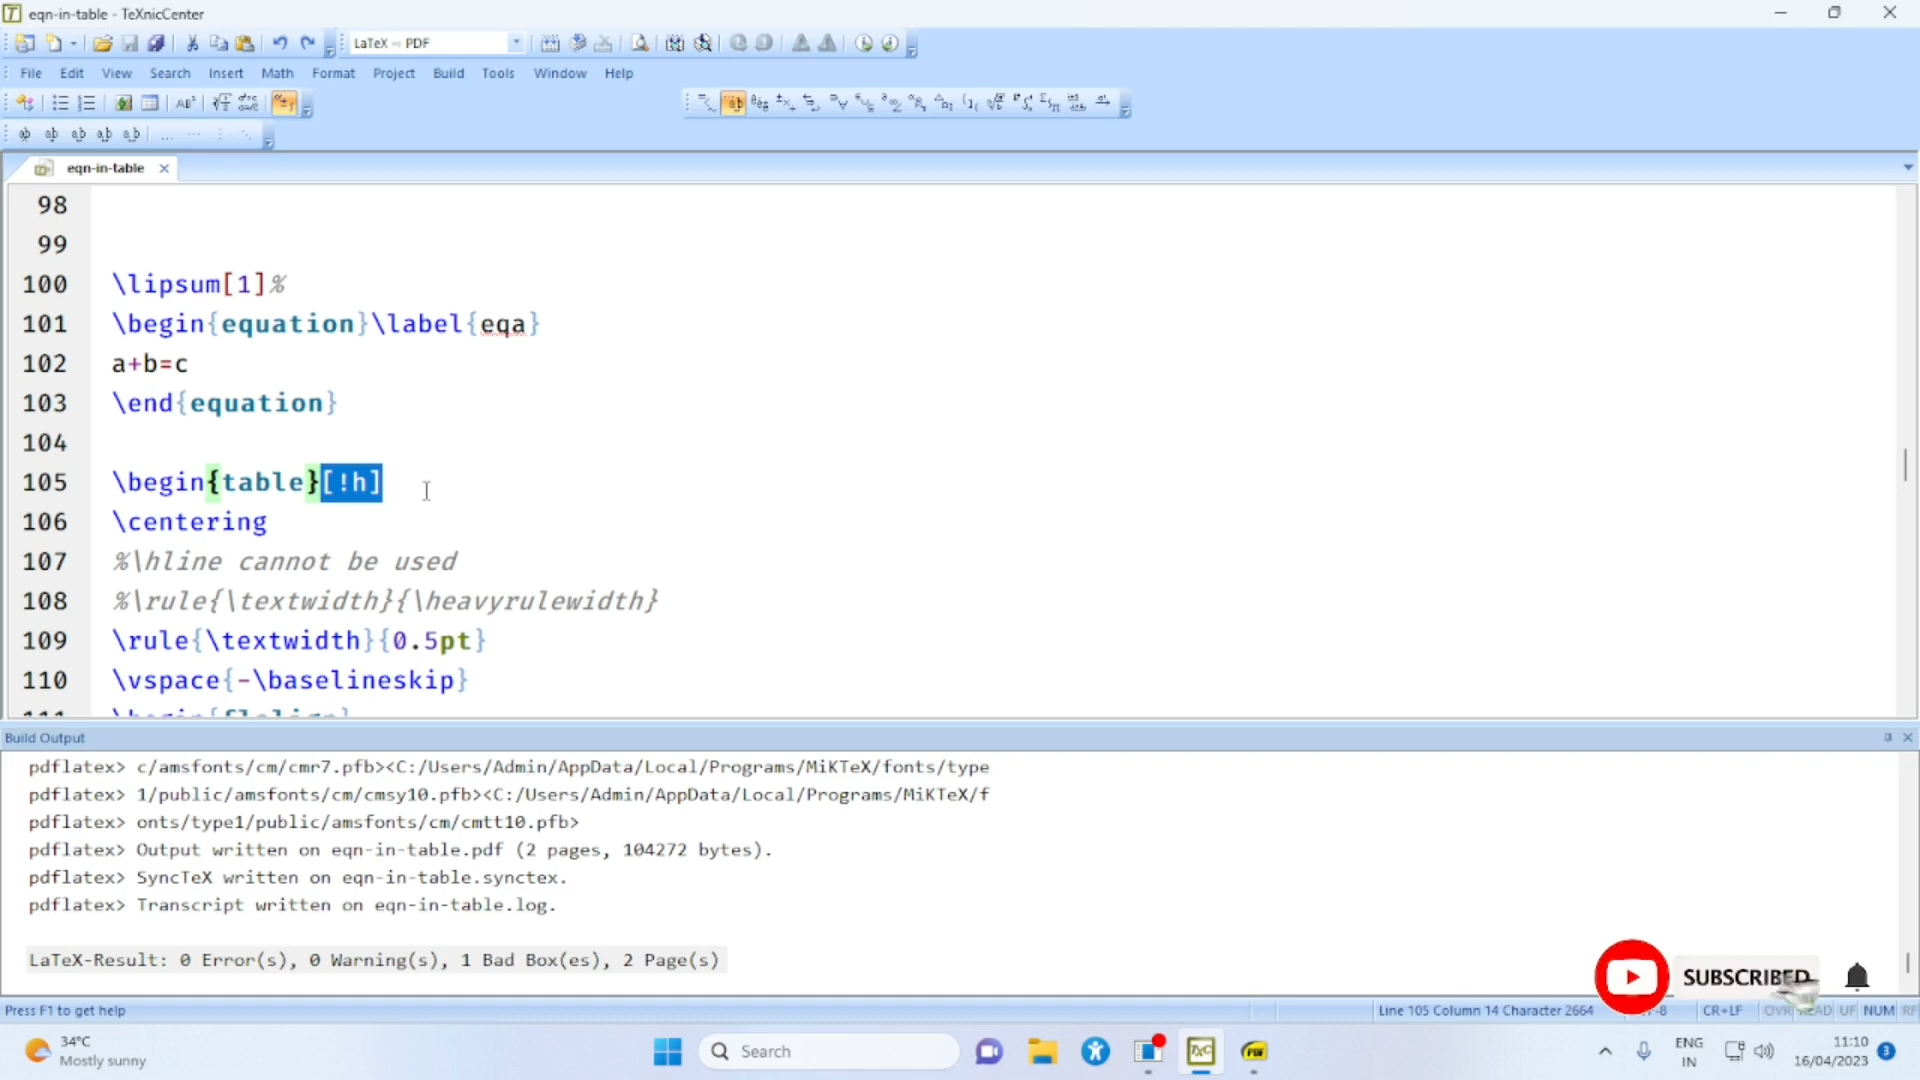 eqn-in-table - TeXnicCenter
LaTeX ⇨ PDF
File Edit View Search Insert Math Format Project Build Tools Window Help
eqn-in-table
98
99
100 \lipsum[1]%
101 \begin{equation}\label{eqa}
102 a+b=c
103 \end{equation}
104
105 \begin{table}[!h]
106 \centering
107 %\hline cannot be used
108 %\rule{\textwidth}{\heavyrulewidth}
109 \rule{\textwidth}{0.5pt}
110 \vspace{-\baselineskip}
Build Output
pdflatex> c/amsfonts/cm/cmr7.pfb><C:/Users/Admin/AppData/Local/Programs/MiKTeX/fonts/type
pdflatex> 1/public/amsfonts/cm/cmsy10.pfb><C:/Users/Admin/AppData/Local/Programs/MiKTeX/f
pdflatex> onts/type1/public/amsfonts/cm/cmtt10.pfb>
pdflatex> Output written on eqn-in-table.pdf (2 pages, 104272 bytes).
pdflatex> SyncTeX written on eqn-in-table.synctex.
pdflatex> Transcript written on eqn-in-table.log.
LaTeX-Result: 0 Error(s), 0 Warning(s), 1 Bad Box(es), 2 Page(s)
SUBSCRIBED
Press F1 to get help
Line 105 Column 14 Character 2664
CR+LF OVR READ UF NUM RF
34°C
Mostly sunny
Search
ENG
IN
11:10
16/04/2023
3